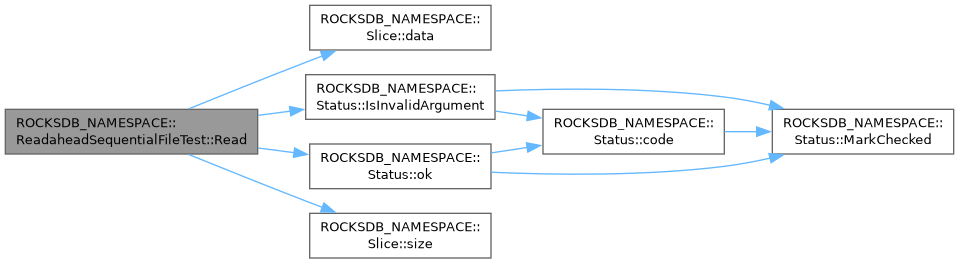 ROCKSDB_NAMESPACE::
ReadaheadSequentialFileTest::Read
ROCKSDB_NAMESPACE::
Slice::data
ROCKSDB_NAMESPACE::
Status::IsInvalidArgument
ROCKSDB_NAMESPACE::
Status::ok
ROCKSDB_NAMESPACE::
Slice::size
ROCKSDB_NAMESPACE::
Status::code
ROCKSDB_NAMESPACE::
Status::MarkChecked